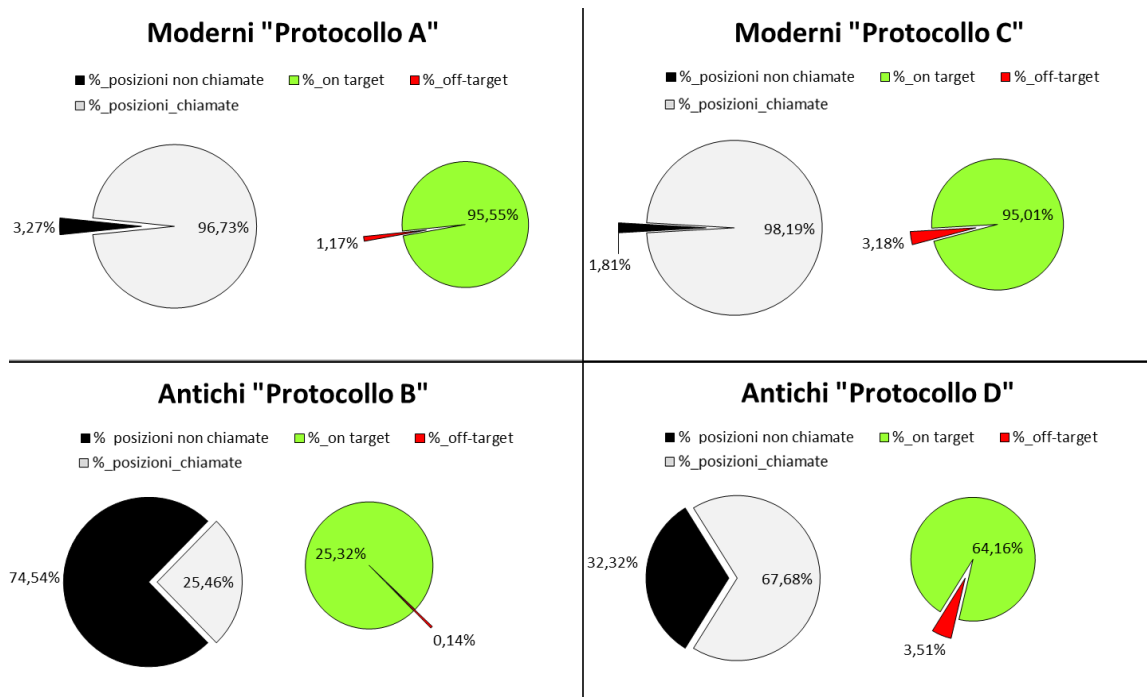 Moderni "Protocollo A"
%_posizioni non chiamate %_on target %_off-target
%_posizioni_chiamate
3,27%
96,73%
95,55%
1,17%
Moderni "Protocollo C"
%_posizioni non chiamate %_on target %_off-target
%_posizioni_chiamate
1,81%
98,19%
95,01%
3,18%
Antichi "Protocollo B"
% posizioni non chiamate %_on target %_off-target
%_posizioni_chiamate
74,54%
25,46%
25,32%
0,14%
Antichi "Protocollo D"
%_posizioni non chiamate %_on target %_off-target
%_posizioni_chiamate
32,32%
67,68%
64,16%
3,51%